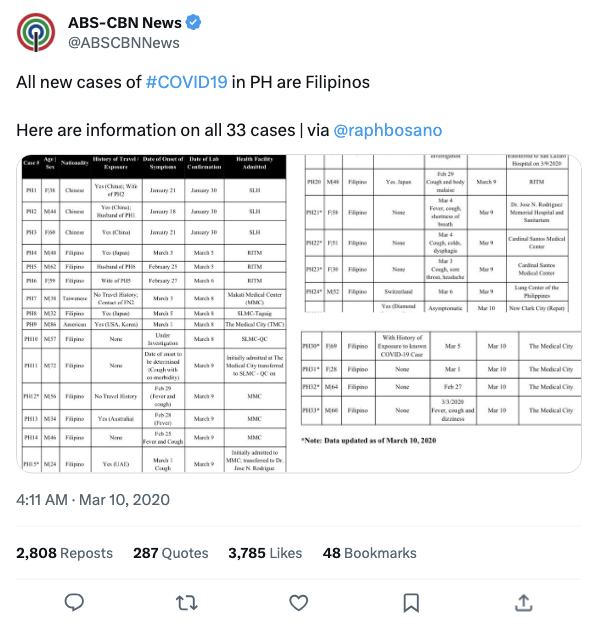 ABS-CBN News
@ABSCBNNews
All new cases of #COVID19 in PH are Filipinos
Here are information on all 33 cases | via @raphbosano
Case # Age/ Sex Nationality History of Travel/ Exposure Date of Onset of Symptoms Date of Lab Confirmation Health Facility Admitted
PH1 F/38 Chinese Yes (China); Wife of PH2 January 21 January 30 SLH
PH2 M/44 Chinese Yes (China); Husband of PH1 January 18 January 30 SLH
PH3 F/60 Chinese Yes (China) January 21 January 30 SLH
PH4 M/48 Filipino Yes (Japan) March 3 March 5 RITM
PH5 M/62 Filipino Husband of PH6 February 25 March 5 RITM
PH6 F/59 Filipino Wife of PH5 February 27 March 6 RITM
PH7 M/38 Taiwanese No Travel History; Contact of FN2 March 3 March 8 Makati Medical Center (MMC)
PH8 M/32 Filipino Yes (Japan) March 5 March 8 SLMC-Taguig
PH9 M/86 American Yes (USA, Korea) March 1 March 8 The Medical City (TMC)
PH10 M/57 Filipino None Under Investigation March 8 SLMC-QC
PH11 M/72 Filipino None Date of onset to be determined (Cough with co-morbidity) March 9 Initially admitted at The Medical City transferred to SLMC - QC on
PH12* M/56 Filipino No Travel History Feb 29 (Fever and cough) March 9 MMC
PH13 M/34 Filipino Yes (Australia) Feb 28 (Fever) March 9 MMC
PH14 M/46 Filipino None Feb 25 Fever and Cough March 9 MMC
PH15* M/24 Filipino Yes (UAE) March 1 Cough March 9 Initially admitted to MMC; transferred to Dr. Jose N. Rodrigue
investigation transferred to San Lazaro Hospital on 3/9/2020
PH20 M/48 Filipino Yes, Japan Feb 29 Cough and body malaise March 9 RITM
PH21* F/58 Filipino None Mar 4 Fever, cough, shortness of breath Mar 9 Dr. Jose N. Rodriguez Memorial Hospital and Sanitarium
PH22* F/51 Filipino None Mar 4 Cough, colds, dysphagia Mar 9 Cardinal Santos Medical Center
PH23* F/30 Filipino None Mar 3 Cough, sore throat, headache Mar 9 Cardinal Santos Medical Center
PH24* M/52 Filipino Switzerland Mar 6 Mar 9 Lung Center of the Philippines
Yes (Diamond Asymptomatic Mar 10 New Clark City (Repat)
PH30* F/69 Filipino With History of Exposure to known COVID-19 Case Mar 5 Mar 10 The Medical City
PH31* F/28 Filipino None Mar 1 Mar 10 The Medical City
PH32* M/64 Filipino None Feb 27 Mar 10 The Medical City
PH33* M/60 Filipino None 3/3/2020 Fever, cough and dizziness Mar 10 The Medical City
*Note: Data updated as of March 10, 2020
4:11 AM · Mar 10, 2020
2,808 Reposts 287 Quotes 3,785 Likes 48 Bookmarks